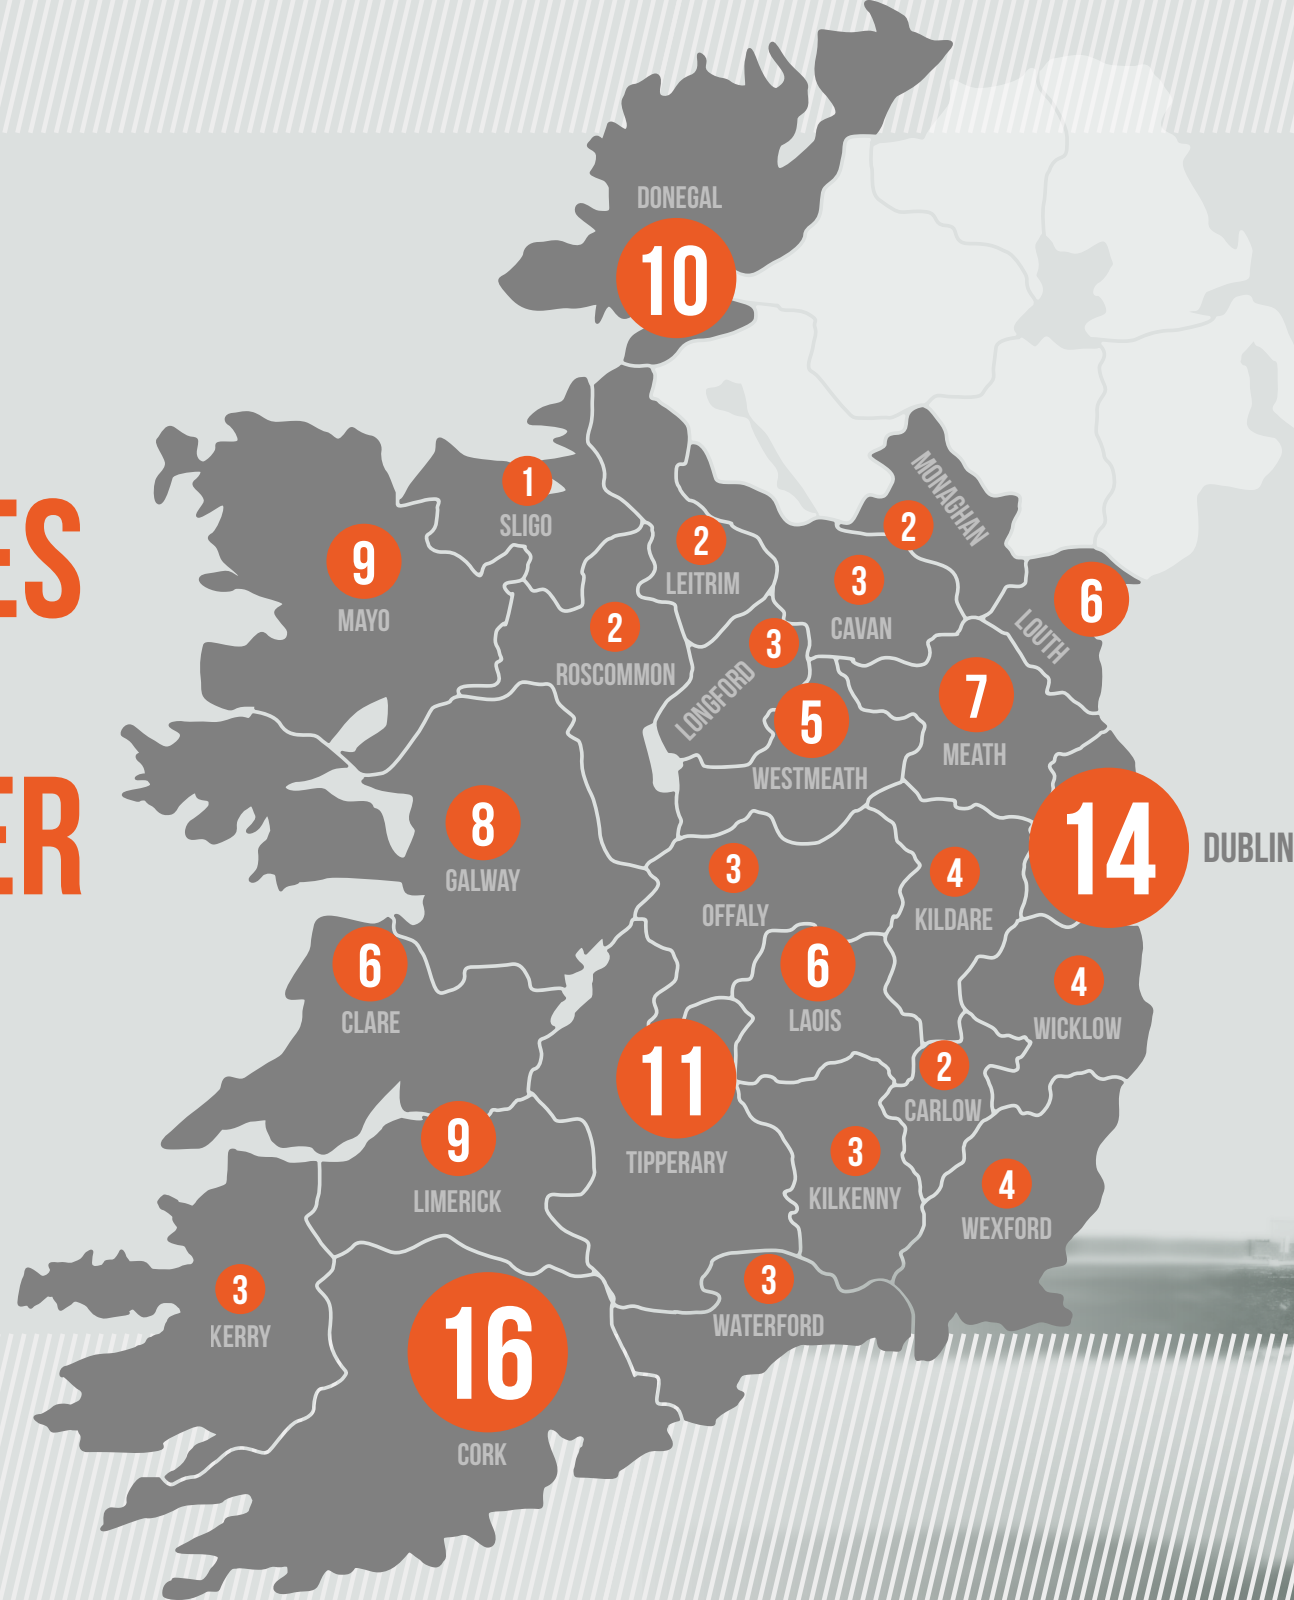 DONEGAL
10
MONAGHAN
2
1
SLIGO
ES
9
MAYO
2
LEITRIM
3
CAVAN
6
LOUTH
2
ROSCOMMON
3
LONGFORD
7
MEATH
5
WESTMEATH
ER
8
GALWAY
14
DUBLIN
3
OFFALY
4
KILDARE
6
CLARE
6
LAOIS
4
WICKLOW
11
TIPPERARY
2
CARLOW
9
LIMERICK
3
KILKENNY
4
WEXFORD
3
KERRY
3
WATERFORD
16
CORK